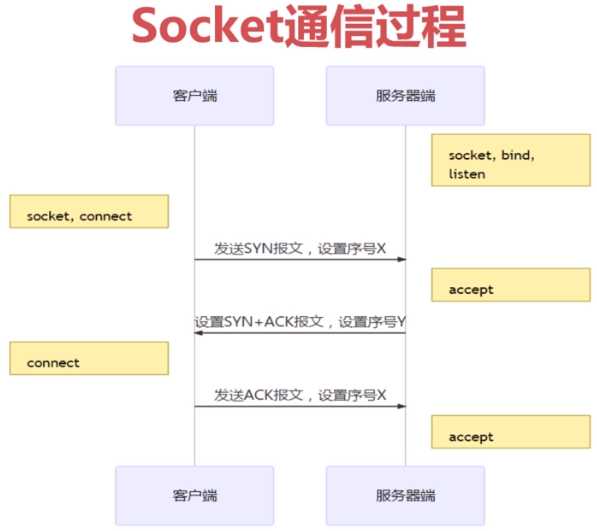 Socket通信过程
客户端
服务器端
socket, bind,
listen
socket, connect
发送SYN报文，设置序号X
accept
设置SYN+ACK报文，设置序号Y
connect
发送ACK报文，设置序号X
accept
客户端
服务器端